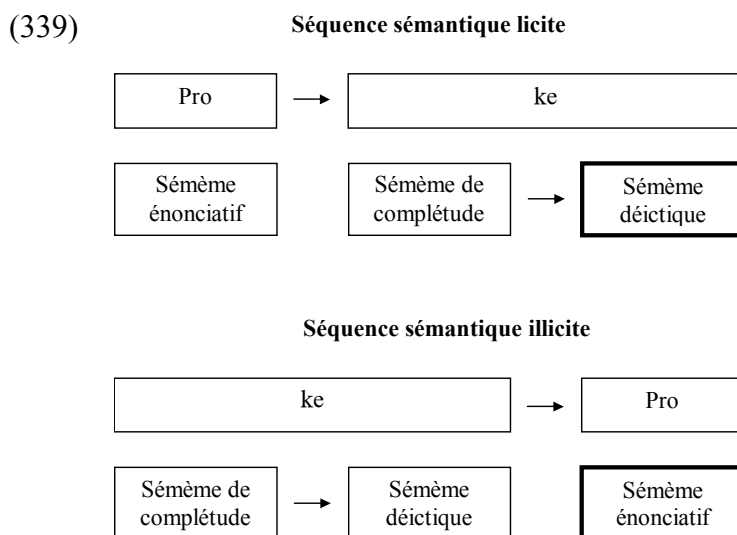 (339) Séquence sémantique licite
Pro → ke
Sémème énonciatif Sémème de complétude → Sémème déictique
Séquence sémantique illicite
ke → Pro
Sémème de complétude → Sémème déictique Sémème énonciatif